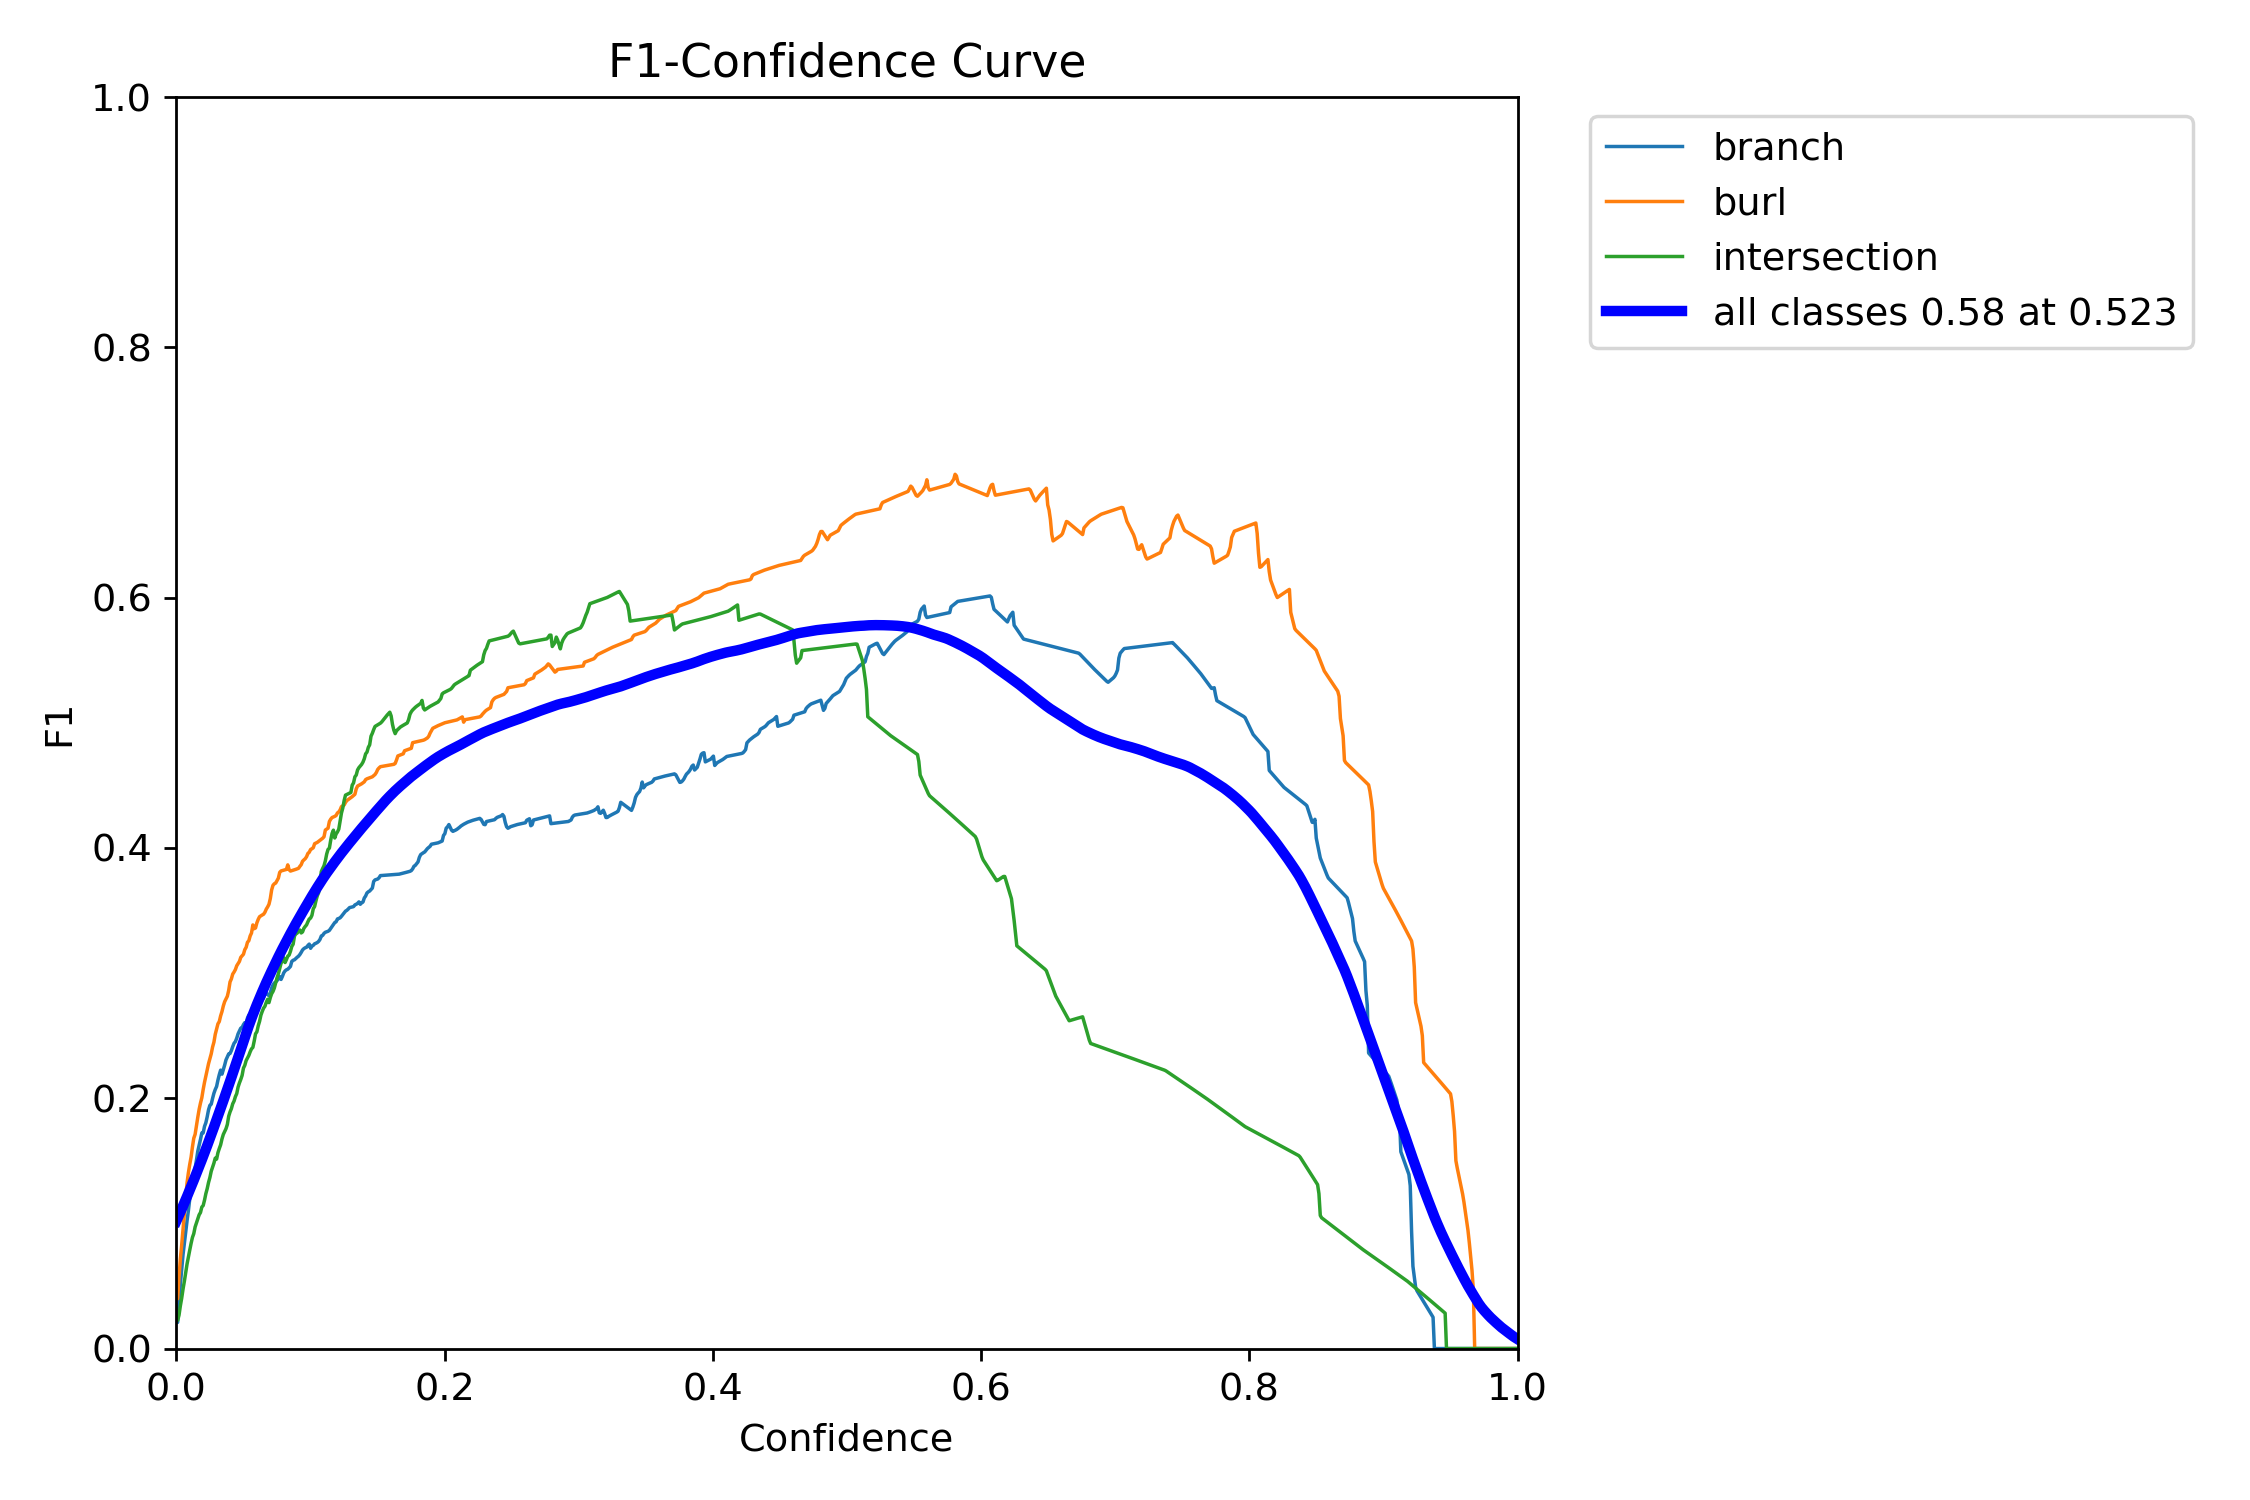 F1-Confidence Curve
1.0
0.8
0.6
0.4
0.2
0.0
F1
0.0 0.2 0.4 0.6 0.8 1.0
Confidence
branch
burl
intersection
all classes 0.58 at 0.523